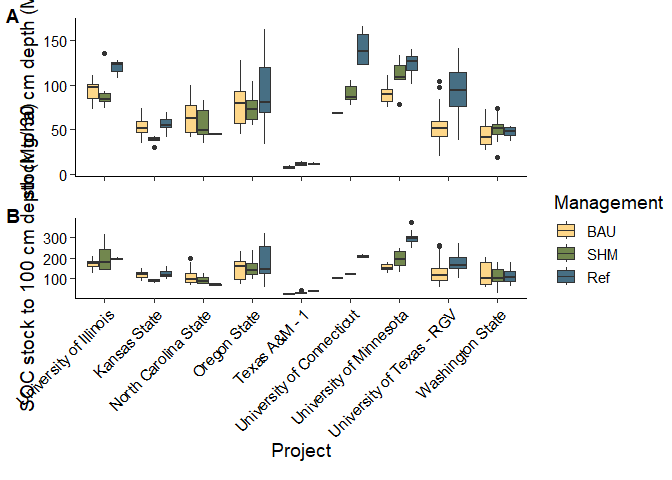 A
150
100
50
0
B
300
200
100
SOC stock to 100 cm depth (M
University of Illinois
Kansas State
North Carolina State
Oregon State
Texas A&M - 1
University of Connecticut
University of Minnesota
University of Texas - RGV
Washington State
Project
Management
BAU
SHM
Ref